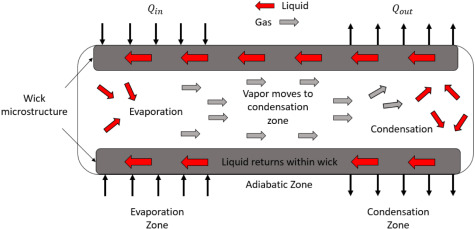 Q_in
Liquid
Gas
Q_out
Wick
microstructure
Evaporation
Vapor moves to
condensation
zone
Condensation
Liquid returns within wick
Adiabatic Zone
Evaporation
Zone
Condensation
Zone